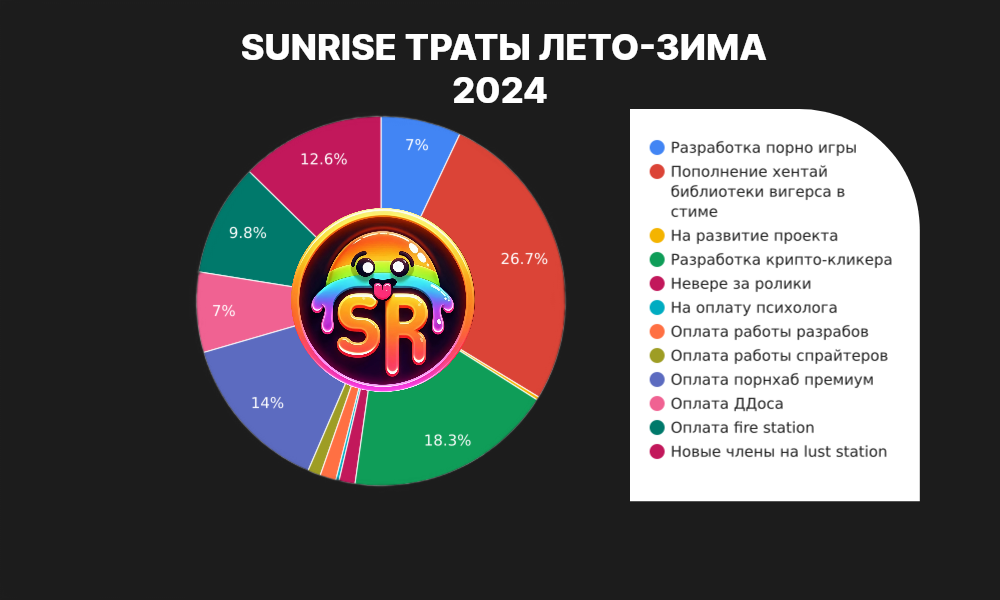 SUNRISE ТРАТЫ ЛЕТО-ЗИМА
2024
7%
12.6%
9.8%
26.7%
7%
14%
18.3%
SR
Разработка порно игры
Пополнение хентай
библиотеки вигерса в
стиме
На развитие проекта
Разработка крипто-кликера
Невере за ролики
На оплату психолога
Оплата работы разрабов
Оплата работы спрайтеров
Оплата порнхаб премиум
Оплата ДДоса
Оплата fire station
Новые члены на lust station